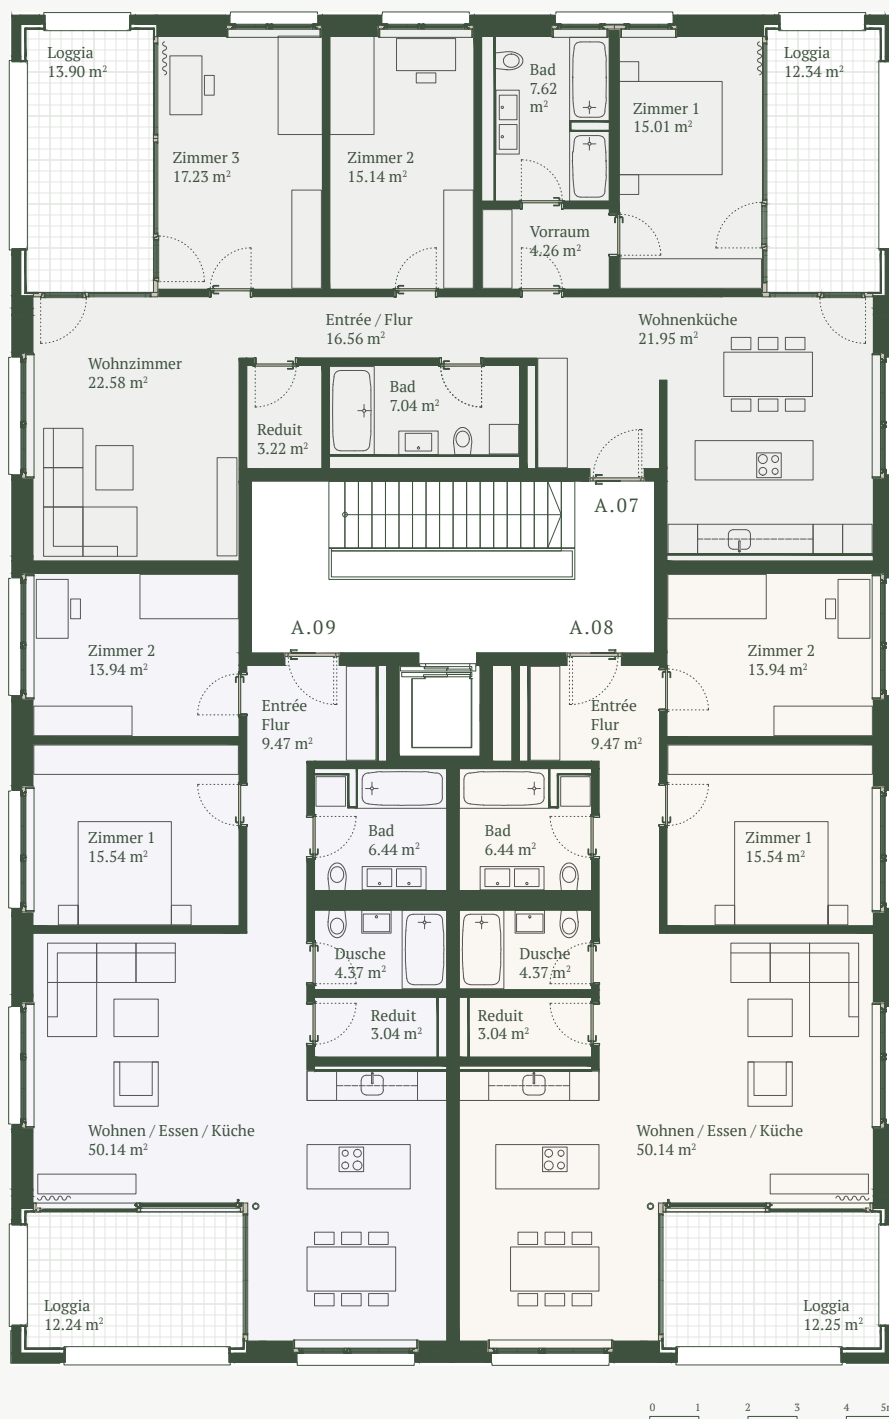 Loggia
13.90 m²
Zimmer 3
17.23 m²
Zimmer 2
15.14 m²
Bad
7.62
m²
Zimmer 1
15.01 m²
Loggia
12.34 m²
Vorraum
4.26 m²
Entrée / Flur
16.56 m²
Wohnenküche
21.95 m²
Wohnzimmer
22.58 m²
Bad
7.04 m²
Reduit
3.22 m²
A.07
A.09
A.08
Zimmer 2
13.94 m²
Entrée
Flur
9.47 m²
Entrée
Flur
9.47 m²
Zimmer 2
13.94 m²
Zimmer 1
15.54 m²
Bad
6.44 m²
Bad
6.44 m²
Zimmer 1
15.54 m²
Dusche
4.37 m²
Dusche
4.37 m²
Reduit
3.04 m²
Reduit
3.04 m²
Wohnen / Essen / Küche
50.14 m²
Wohnen / Essen / Küche
50.14 m²
Loggia
12.24 m²
Loggia
12.25 m²
0 1 2 3 4 5